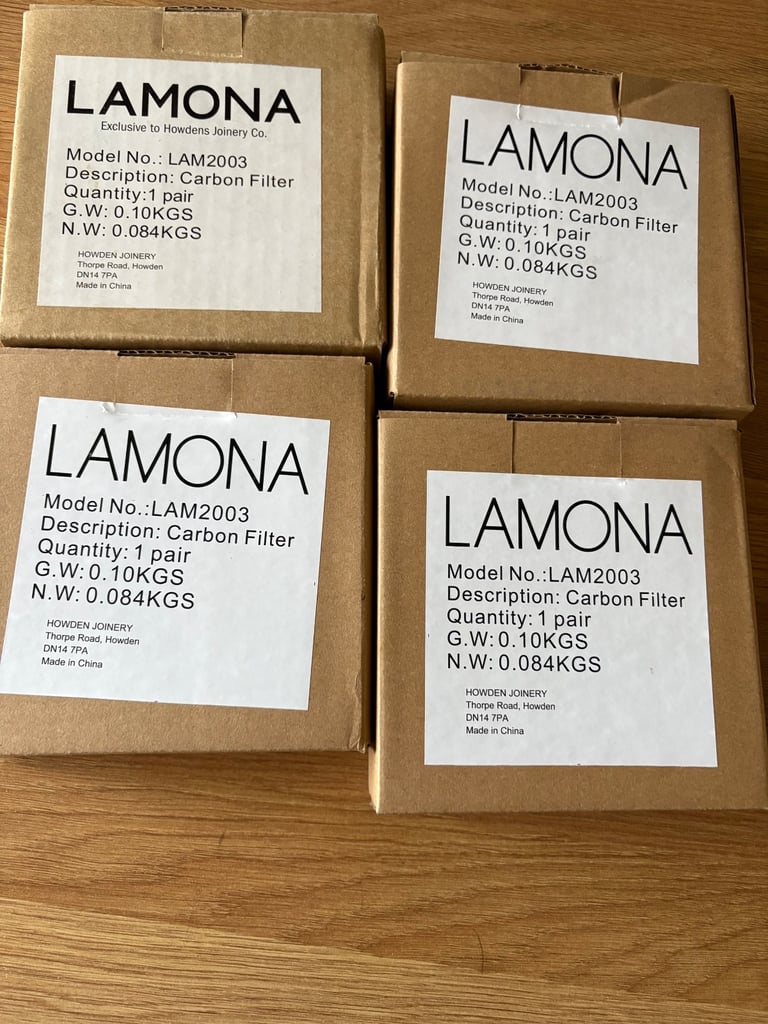 LAMONA
Exclusive to Howdens Joinery Co.
Model No.: LAM2003
Description: Carbon Filter
Quantity:1 pair
G.W: 0.10KGS
N.W: 0.084KGS
HOWDEN JOINERY
Thorpe Road, Howden
DN14 7PA
Made in China
LAMONA
Model No.:LAM2003
Description: Carbon Filter
Quantity: 1 pair
G.W: 0.10KGS
N.W: 0.084KGS
HOWDEN JOINERY
Thorpe Road, Howden
DN14 7PA
Made in China
LAMONA
Model No.:LAM2003
Description: Carbon Filter
Quantity: 1 pair
G.W: 0.10KGS
N.W: 0.084KGS
HOWDEN JOINERY
Thorpe Road, Howden
DN14 7PA
Made in China
LAMONA
Model No.:LAM2003
Description: Carbon Filter
Quantity: 1 pair
G.W: 0.10KGS
N.W: 0.084KGS
HOWDEN JOINERY
Thorpe Road, Howden
DN14 7PA
Made in China